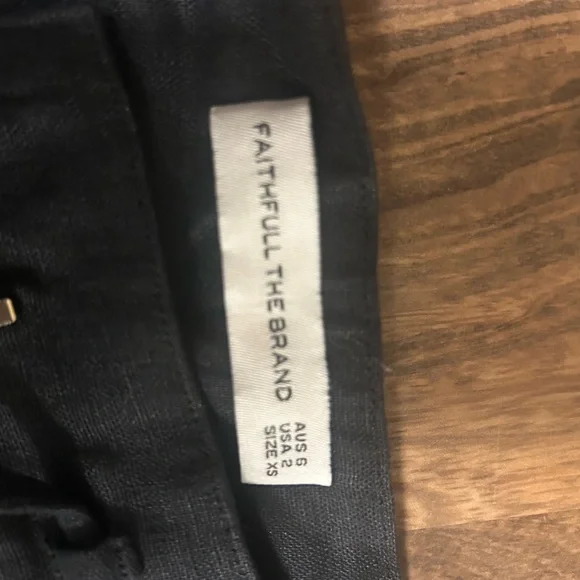 FAITHFULL THE BRAND
AUS 6
USA 2
SIZE XS